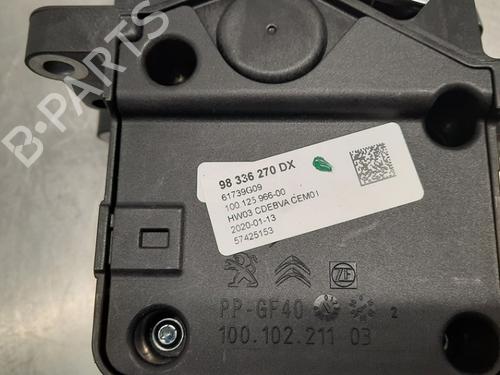 B-PARTS
98 336 270 DX
61739G09
100.125.966-00
HW03 CDEBVA CEM01
2020-01-13
57425153
ZF
PP-GF40 2
100.102.211 03